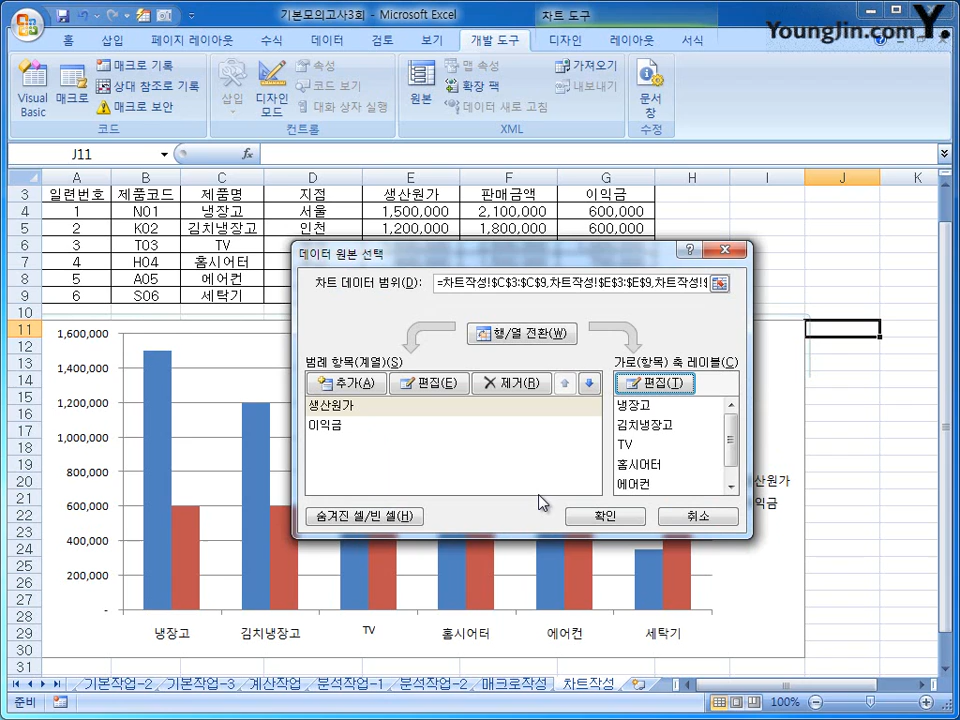 기본모의고사3회 - Microsoft Excel
차트 도구
YoungJin.com Y.
홈 삽입 페이지 레이아웃 수식 데이터 검토 보기 개발 도구 디자인 레이아웃 서식
Visual Basic
매크로
매크로 기록
상대 참조로 기록
매크로 보안
코드
삽입
디자인 모드
속성
코드 보기
대화 상자 실행
컨트롤
원본
맵 속성
확장 팩
데이터 새로 고침
가져오기
내보내기
XML
문서 창
수정
J11
fx
A B C D E F G H I J K
3 일련번호 제품코드 제품명 지점 생산원가 판매금액 이익금
4 1 N01 냉장고 서울 1,500,000 2,100,000 600,000
5 2 K02 김치냉장고 인천 1,200,000 1,800,000 600,000
6 3 T03 TV
7 4 H04 홈시어터
8 5 A05 에어컨
9 6 S06 세탁기
10
11
12
13
14
15
16
17
18
19
20
21
22
23
24
25
26
27
28
29
30
31
데이터 원본 선택
차트 데이터 범위(D): =차트작성!$C$3:$C$9,차트작성!$E$3:$E$9,차트작성!$
행/열 전환(W)
범례 항목(계열)(S)
추가(A) 편집(E) 제거(R)
생산원가
이익금
가로(항목) 축 레이블(C)
편집(T)
냉장고
김치냉장고
TV
홈시어터
에어컨
숨겨진 셀/빈 셀(H) 확인 취소
1,600,000
1,400,000
1,200,000
1,000,000
800,000
600,000
400,000
200,000
-
냉장고 김치냉장고 TV 홈시어터 에어컨 세탁기
산원가
익금
기본작업-2 기본작업-3 계산작업 분석작업-1 분석작업-2 매크로작성 차트작성
준비
100%